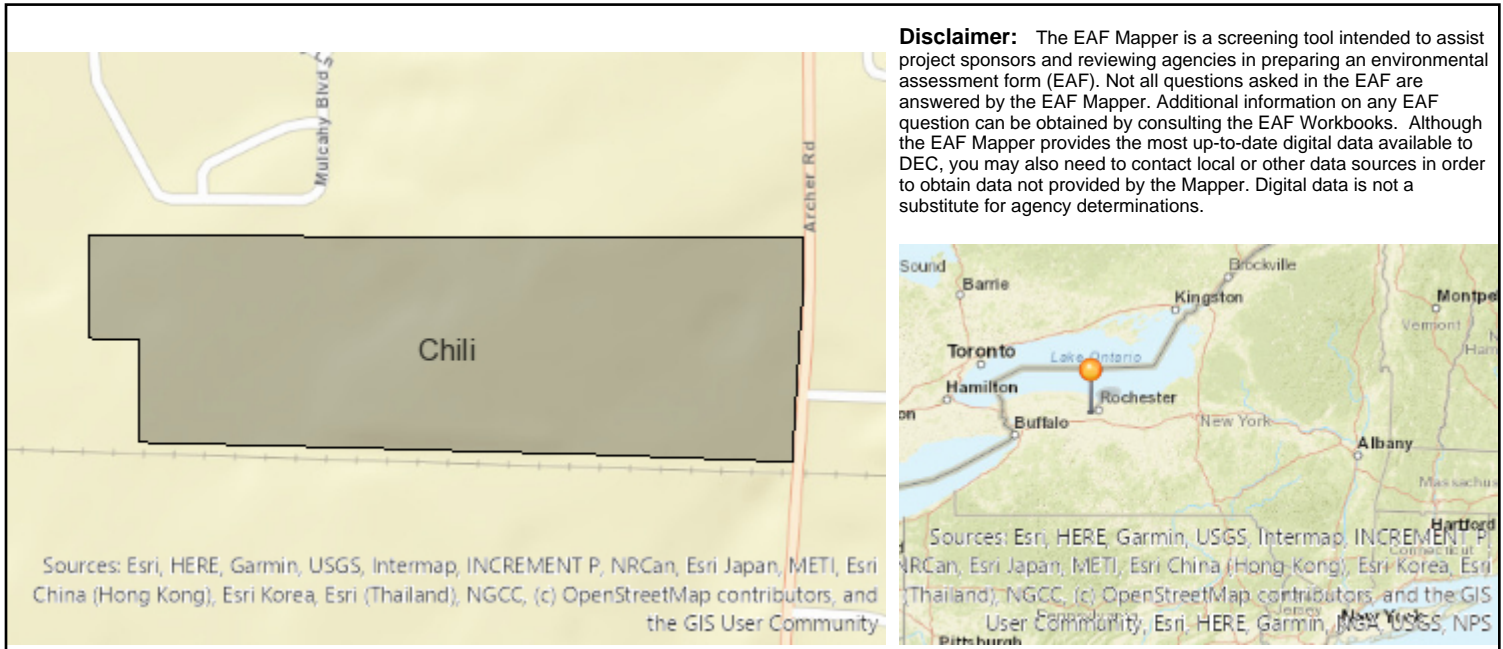 Disclaimer: The EAF Mapper is a screening tool intended to assist
project sponsors and reviewing agencies in preparing an environmental
assessment form (EAF). Not all questions asked in the EAF are
answered by the EAF Mapper. Additional information on any EAF
question can be obtained by consulting the EAF Workbooks. Although
the EAF Mapper provides the most up-to-date digital data available to
DEC, you may also need to contact local or other data sources in order
to obtain data not provided by the Mapper. Digital data is not a
substitute for agency determinations.
Mulcahy Blvd
Archer Rd
Chili
Sources: Esri, HERE, Garmin, USGS, Intermap, INCREMENT P, NRCan, Esri Japan, METI, Esri
China (Hong Kong), Esri Korea, Esri (Thailand), NGCC, (c) OpenStreetMap contributors, and
the GIS User Community
Sound
Barrie
Brockville
Kingston
Montpel
Vermont
Toronto
Lake Ontario
Hamilton
Rochester
Buffalo
New York
Albany
Massachus
Hartford
Sources: Esri, HERE, Garmin, USGS, Intermap, INCREMENT P,
Connecticut
NRCan, Esri Japan, METI, Esri China (Hong Kong), Esri Korea, Esri
(Thailand), NGCC, (c) OpenStreetMap contributors, and the GIS
Pennsylvania
Jersey
New York
User Community, Esri, HERE, Garmin, NGA, USGS, NPS
Pittsburgh